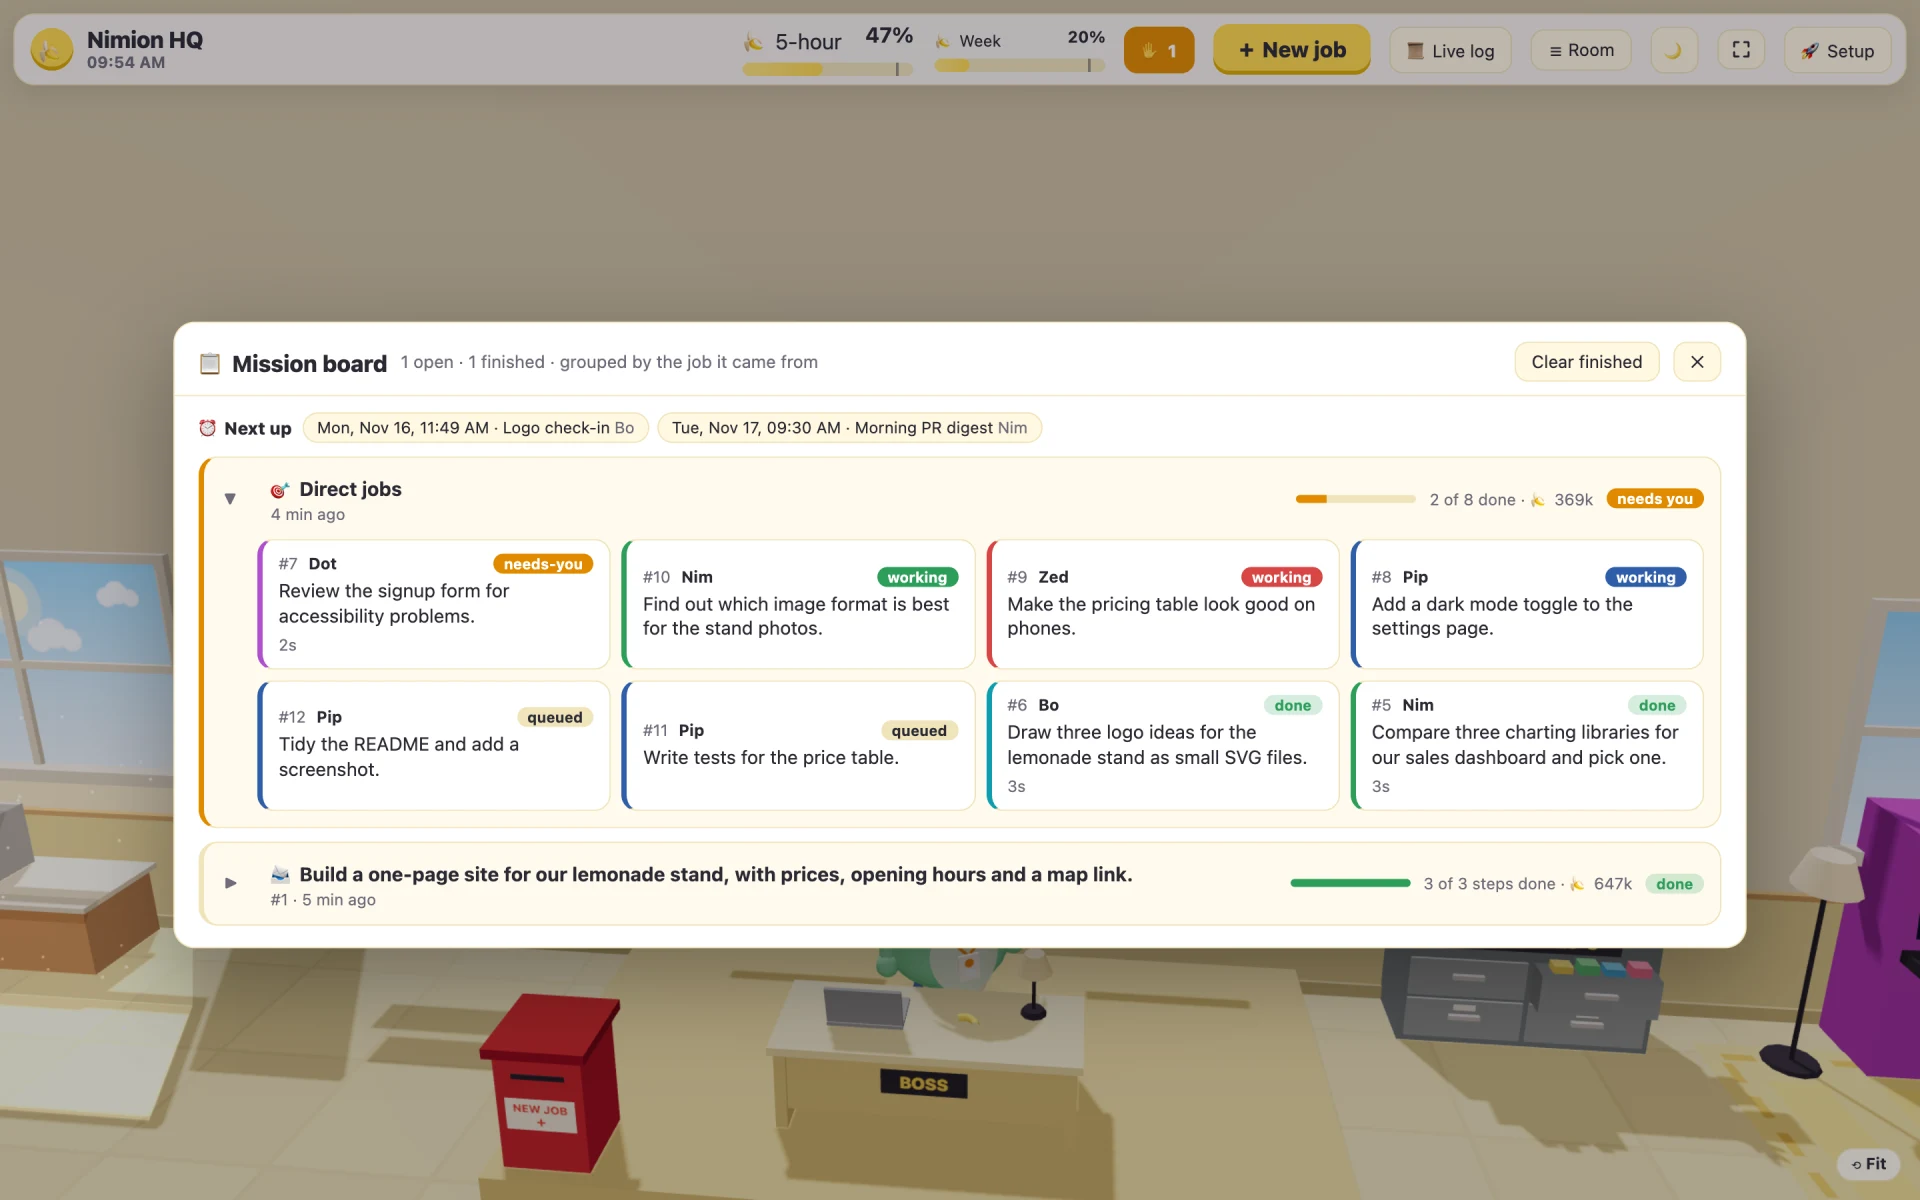 Nimion HQ
09:54 AM
5-hour 47%
Week 20%
1
+ New job
Live log
Room
Setup
Mission board 1 open · 1 finished · grouped by the job it came from
Clear finished
Next up
Mon, Nov 16, 11:49 AM · Logo check-in Bo
Tue, Nov 17, 09:30 AM · Morning PR digest Nim
Direct jobs
4 min ago
2 of 8 done · 369k needs you
#7 Dot needs-you
Review the signup form for
accessibility problems.
2s
#10 Nim working
Find out which image format is best
for the stand photos.
#9 Zed working
Make the pricing table look good on
phones.
#8 Pip working
Add a dark mode toggle to the
settings page.
#12 Pip queued
Tidy the README and add a
screenshot.
#11 Pip queued
Write tests for the price table.
#6 Bo done
Draw three logo ideas for the
lemonade stand as small SVG files.
3s
#5 Nim done
Compare three charting libraries for
our sales dashboard and pick one.
3s
Build a one-page site for our lemonade stand, with prices, opening hours and a map link.
#1 · 5 min ago
3 of 3 steps done · 647k done
NEW JOB
+
BOSS
Fit